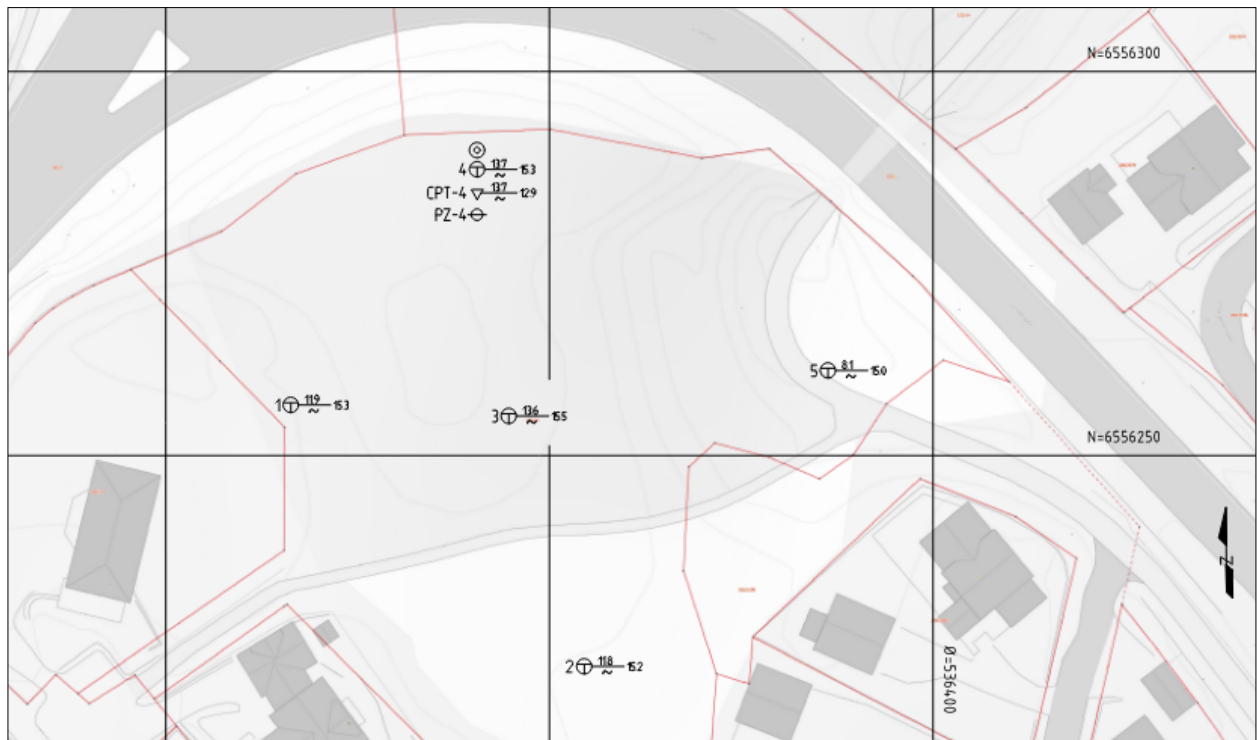 N=6556300
4 137 ~ 153
CPT-4 137 ~ 129
PZ-4
5 81 ~ 150
1 119 ~ 153
3 136 ~ 155
N=6556250
Z
2 118 ~ 152
Ø=536400